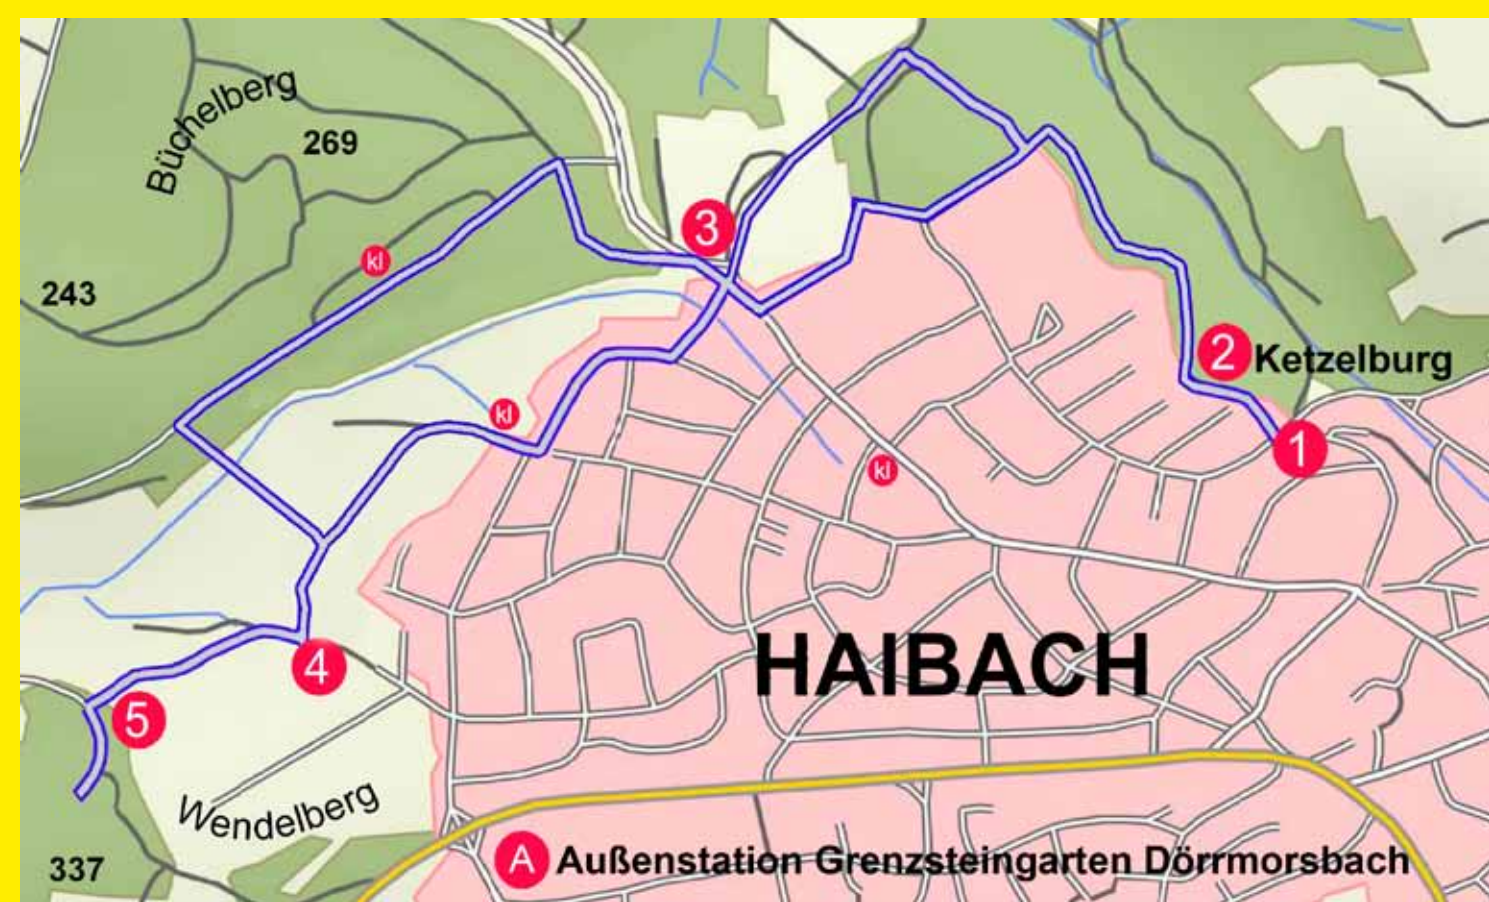 Büchelberg
269
3
kl
243
2 Ketzelburg
kl
1
kl
HAIBACH
4
5
Wendelberg
337
A Außenstation Grenzsteingarten Dörrmorsbach